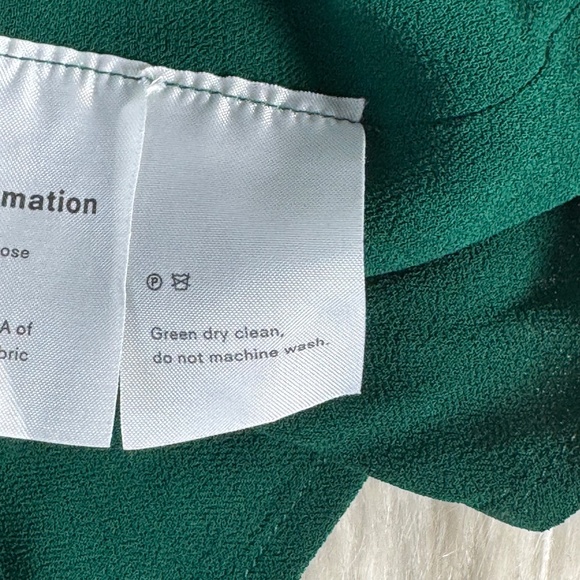 mation
ose
A of
bric
P
Green dry clean,
do not machine wash.